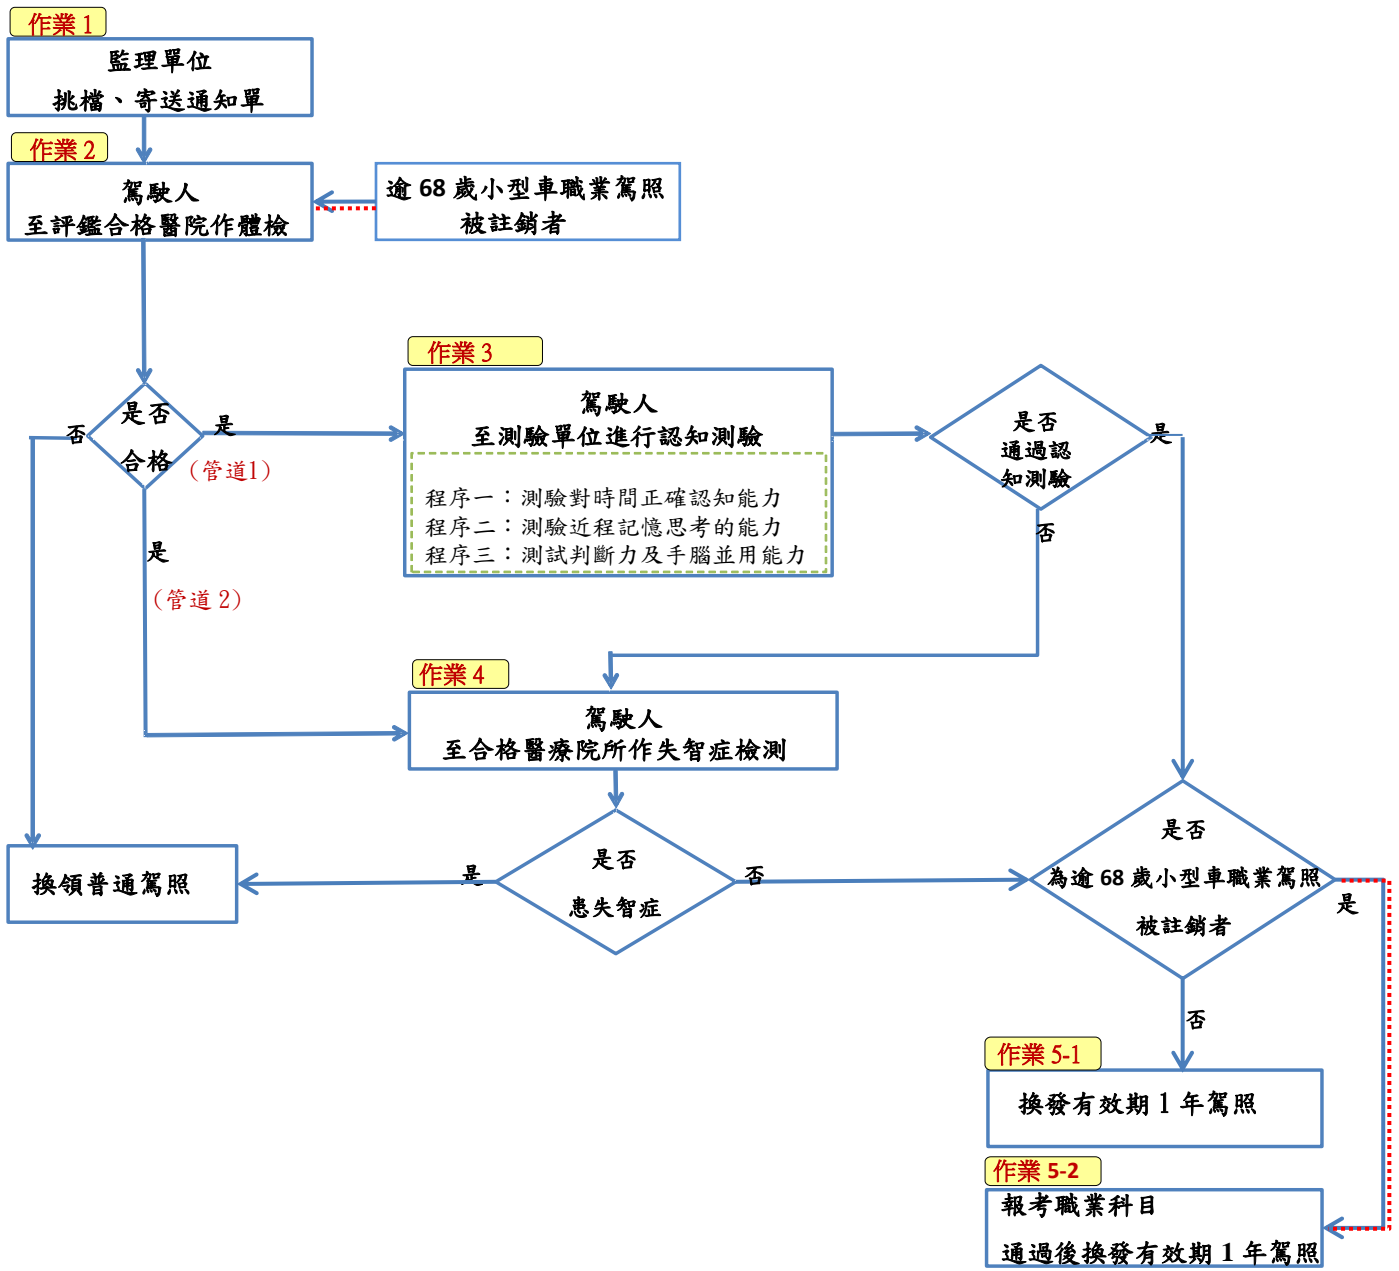 作業 1
監理單位
挑檔、寄送通知單
作業 2
駕駛人
至評鑑合格醫院作體檢
逾 68 歲小型車職業駕照
被註銷者
作業 3
駕駛人
至測驗單位進行認知測驗
程序一：測驗對時間正確認知能力
程序二：測驗近程記憶思考的能力
程序三：測試判斷力及手腦並用能力
是否
合格
否
是
(管道1)
是
(管道 2)
是否
通過認
知測驗
是
否
作業 4
駕駛人
至合格醫療院所作失智症檢測
是否
患失智症
是
否
換領普通駕照
是否
為逾 68 歲小型車職業駕照
被註銷者
是
否
作業 5-1
換發有效期 1 年駕照
作業 5-2
報考職業科目
通過後換發有效期 1 年駕照